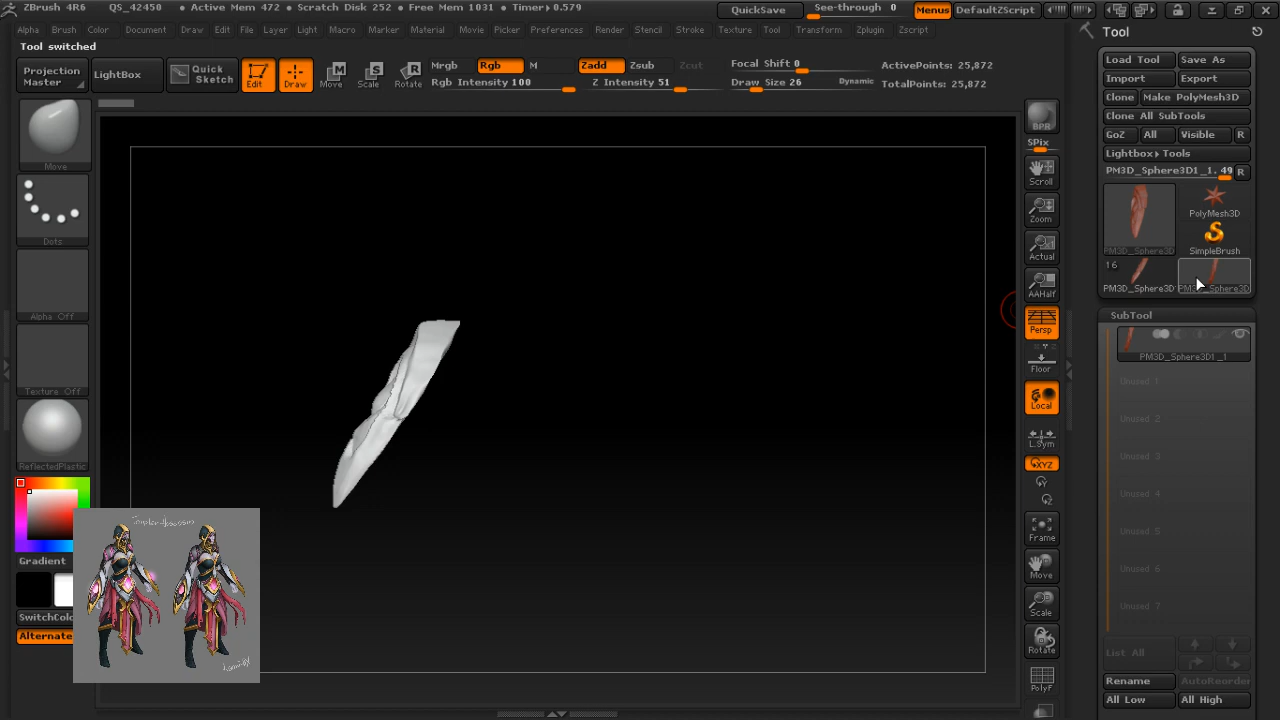 ZBrush 4R6 QS_42450 • Active Mem 472 • Scratch Disk 252 • Free Mem 1031 • Timer▸0.579 QuickSave See-through 0 Menus DefaultZScript
Alpha Brush Color Document Draw Edit File Layer Light Macro Marker Material Movie Picker Preferences Render Stencil Stroke Texture Tool Transform Zplugin Zscript
Tool switched
Tool
Projection Master
LightBox
Quick Sketch
Edit
Draw
Move
Scale
Rotate
Mrgb Rgb M Zadd Zsub Zcut
Rgb Intensity 100 Z Intensity 51
Focal Shift 0
Draw Size 26 Dynamic
ActivePoints: 25,872
TotalPoints: 25,872
Move
Dots
Alpha Off
Texture Off
ReflectedPlastic
Gradient
SwitchColo
Alternate
Templar Assassin
BPR
SPix
Scroll
Zoom
Actual
AAHalf
Persp
Floor
Local
L.Sym
XYZ
Frame
Move
Scale
Rotate
PolyF
Load Tool Save As
Import Export
Clone Make PolyMesh3D
Clone All SubTools
GoZ All Visible R
Lightbox▸Tools
PM3D_Sphere3D1_1. 49 R
PolyMesh3D
PM3D_Sphere3D SimpleBrush
16
PM3D_Sphere3D PM3D_Sphere3D
SubTool
PM3D_Sphere3D1_1
Unused 1
Unused 2
Unused 3
Unused 4
Unused 5
Unused 6
Unused 7
List All
Rename AutoReorder
All Low All High